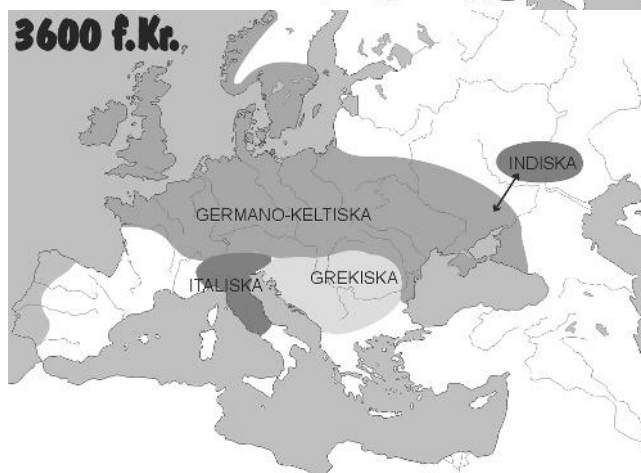 3600 f.Kr.
INDISKA
GERMANO-KELTISKA
ITALISKA
GREKISKA